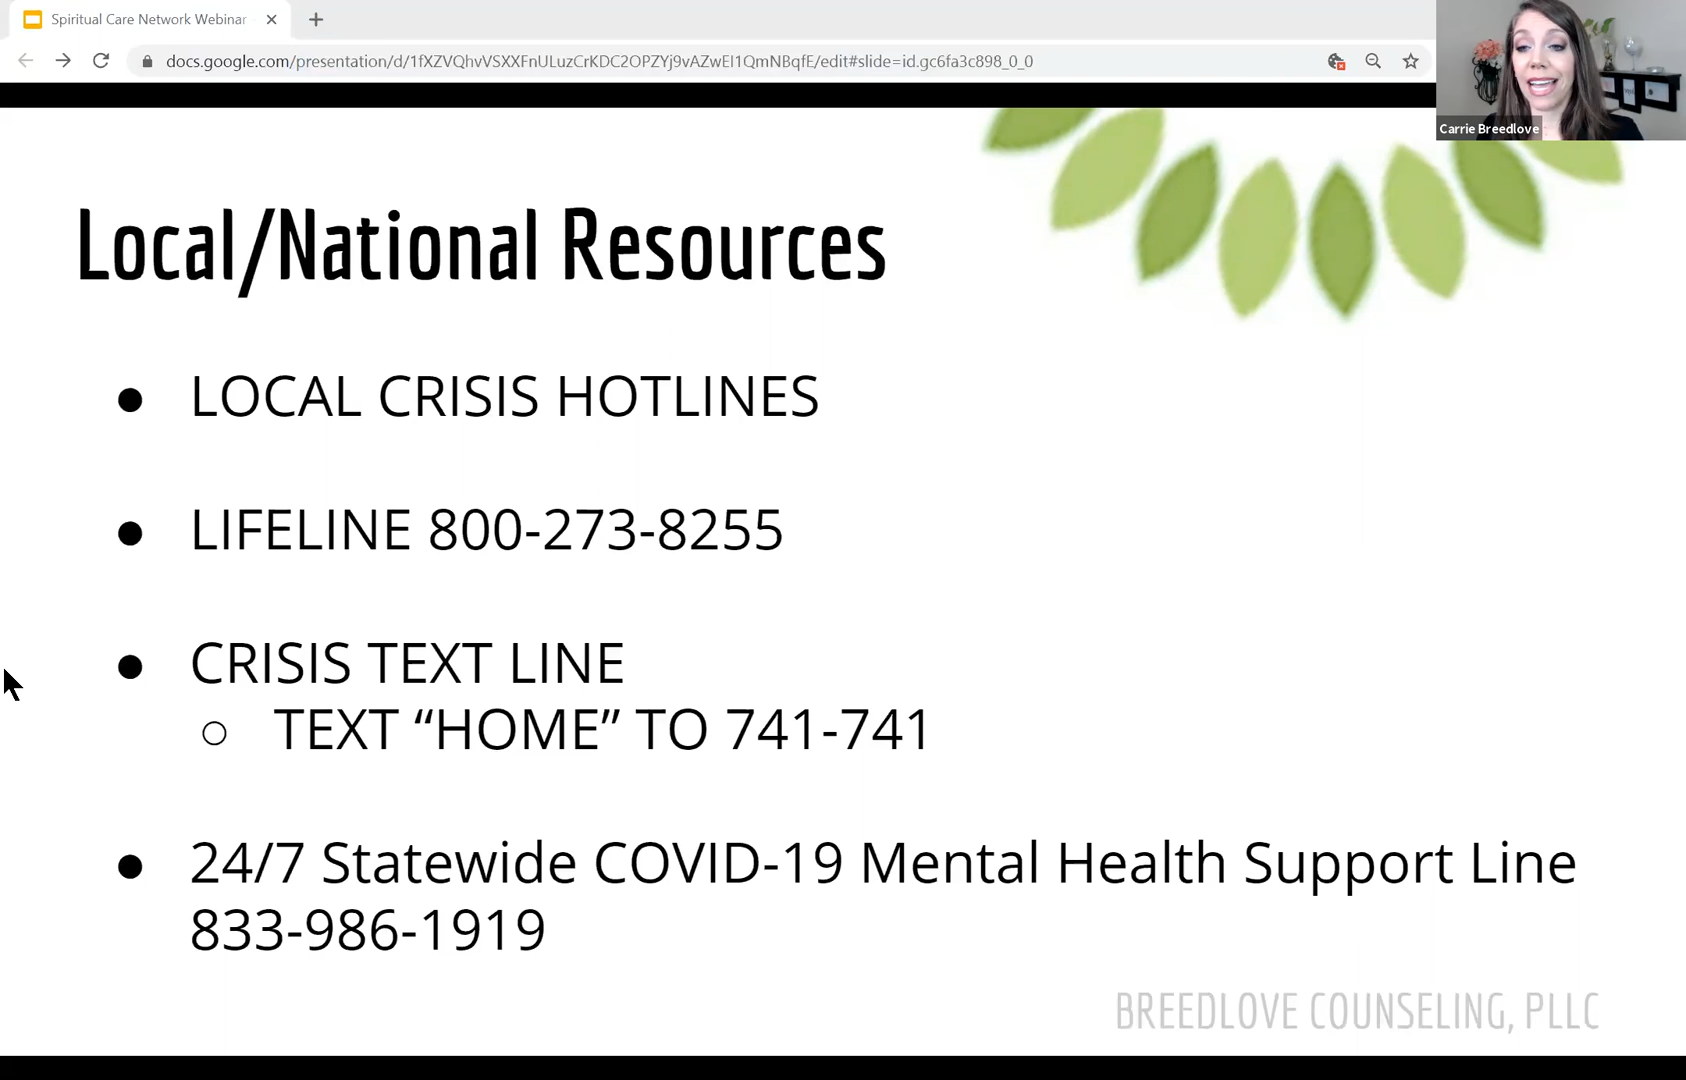 Spiritual Care Network Webinar
docs.google.com/presentation/d/1fXZVQhvVSXXFnULuzCrKDC2OPZYj9vAZwEI1QmNBqfE/edit#slide=id.gc6fa3c898_0_0
Carrie Breedlove
Local/National Resources
● LOCAL CRISIS HOTLINES
● LIFELINE 800-273-8255
● CRISIS TEXT LINE
○ TEXT “HOME” TO 741-741
● 24/7 Statewide COVID-19 Mental Health Support Line
833-986-1919
BREEDLOVE COUNSELING, PLLC